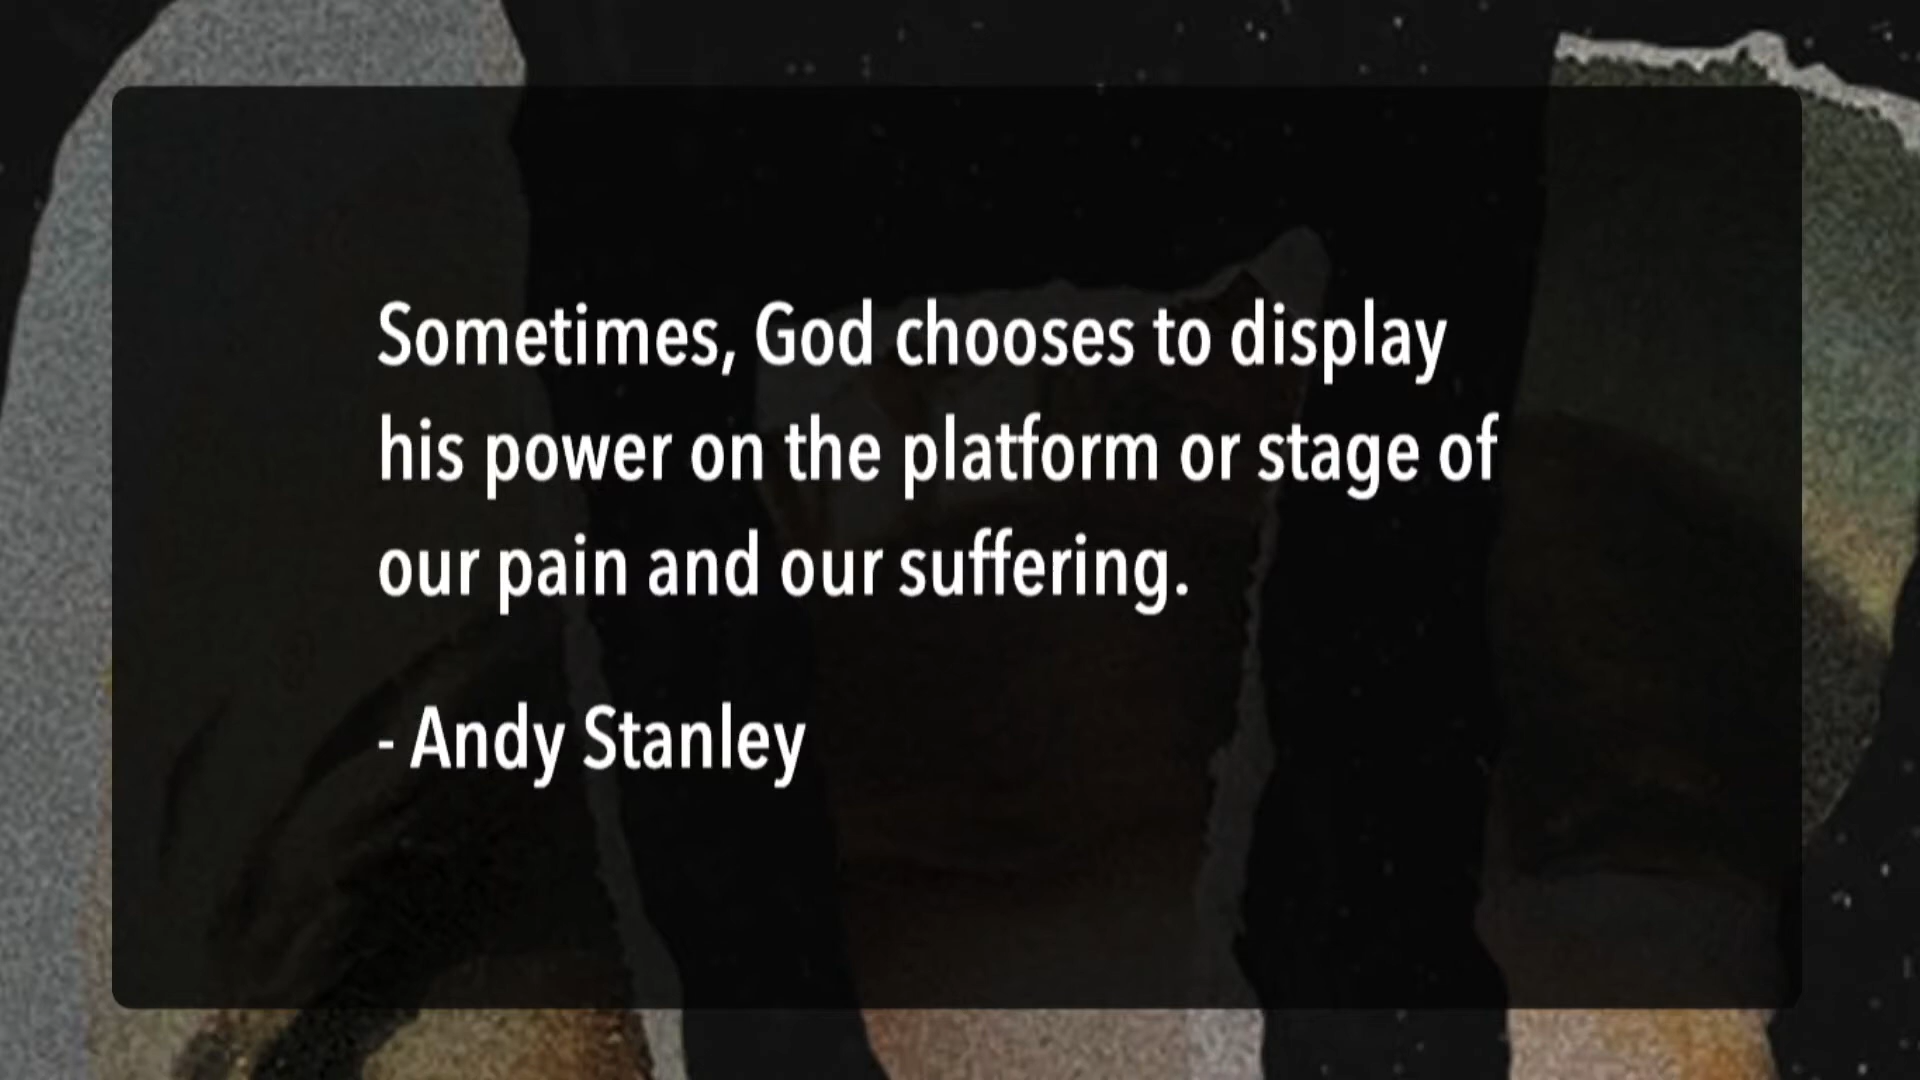 Sometimes, God chooses to display
his power on the platform or stage of
our pain and our suffering.
- Andy Stanley